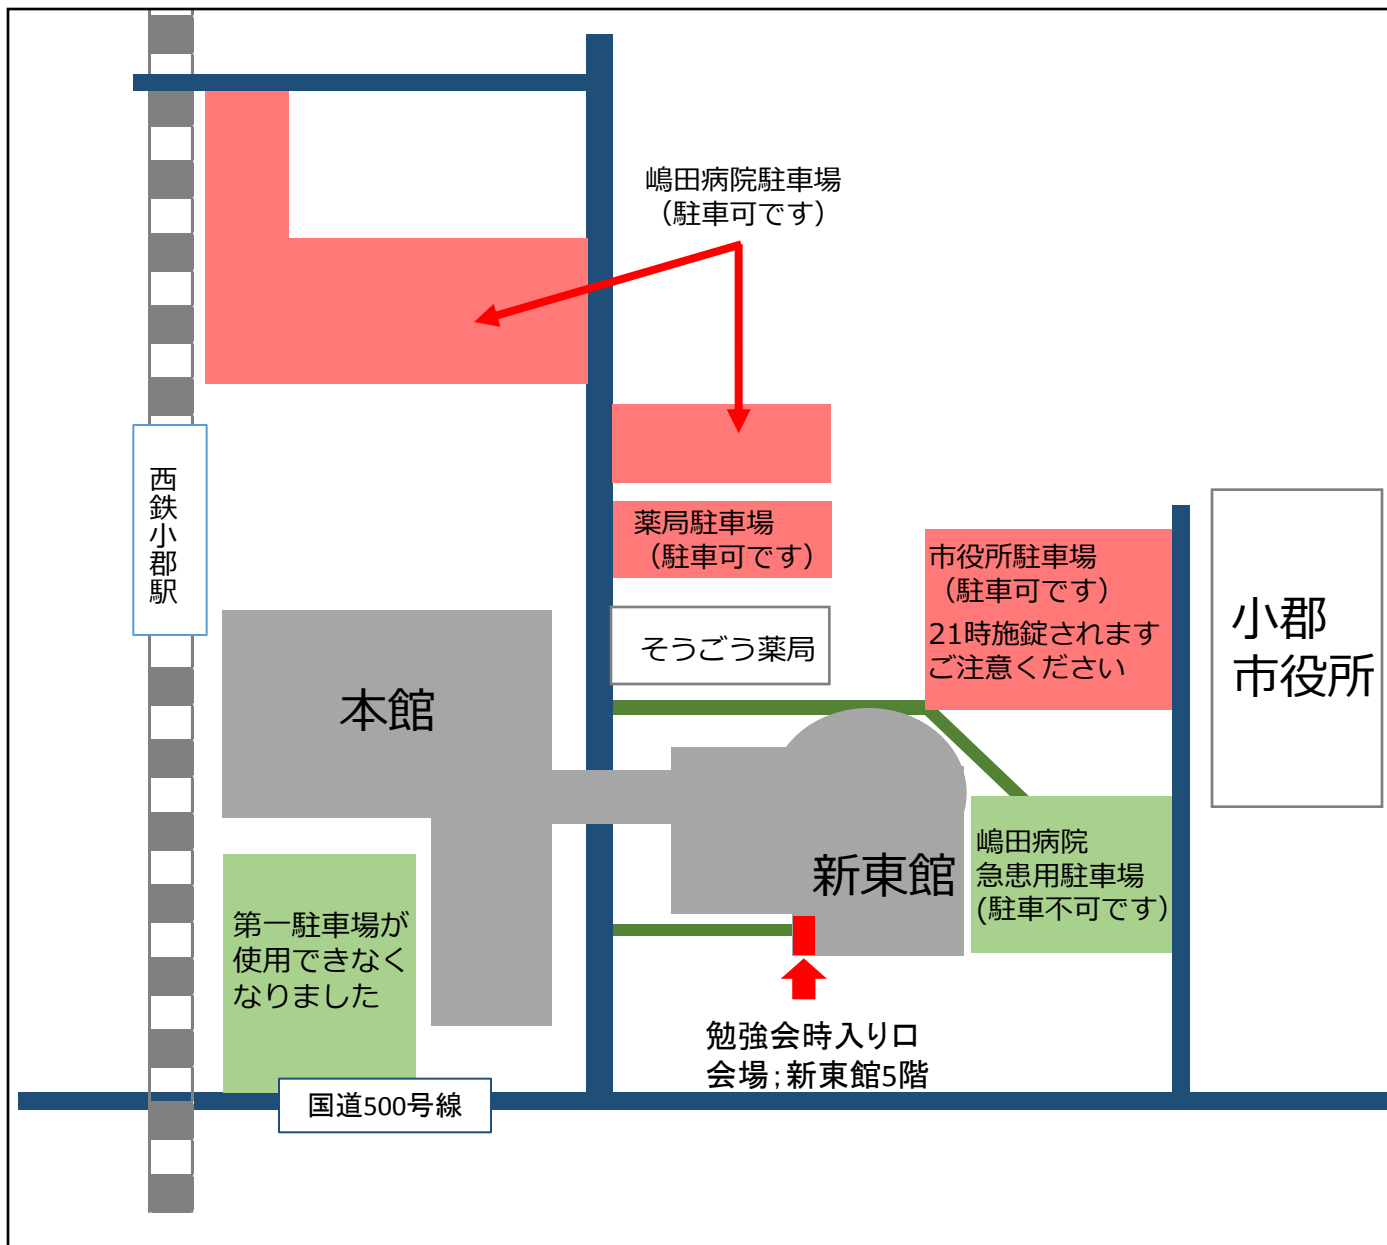 嶋田病院駐車場
（駐車可です）
西鉄小郡駅
薬局駐車場
（駐車可です）
市役所駐車場
（駐車可です）
21時施錠されます
ご注意ください
小郡
市役所
そうごう薬局
本館
新東館
嶋田病院
急患用駐車場
(駐車不可です）
第一駐車場が
使用できなく
なりました
勉強会時入り口
会場；新東館5階
国道500号線